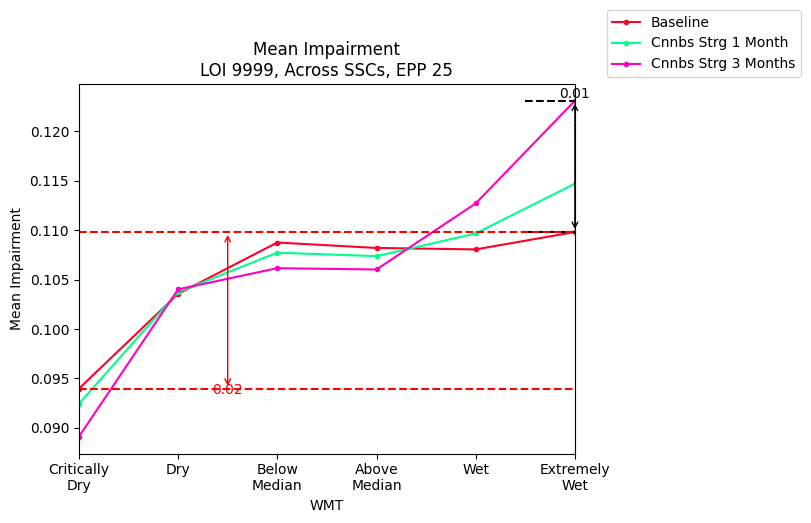 Mean Impairment
LOI 9999, Across SSCs, EPP 25
Baseline
Cnnbs Strg 1 Month
Cnnbs Strg 3 Months
0.01
0.02
Mean Impairment
0.120
0.115
0.110
0.105
0.100
0.095
0.090
Critically
Dry
Dry
Below
Median
Above
Median
Wet
Extremely
Wet
WMT